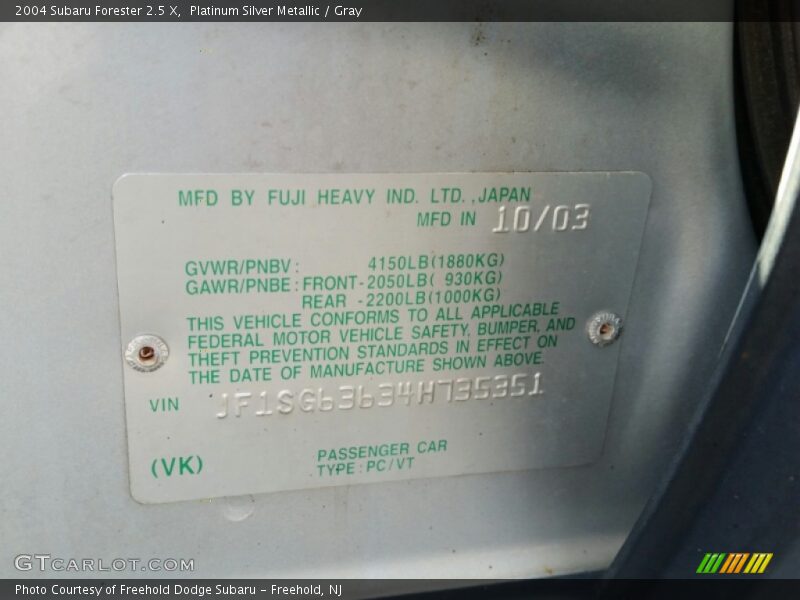 2004 Subaru Forester 2.5 X, Platinum Silver Metallic / Gray
MFD BY FUJI HEAVY IND. LTD., JAPAN
MFD IN 10/03
GVWR/PNBV: 4150LB(1880KG)
GAWR/PNBE: FRONT-2050LB( 930KG)
REAR -2200LB(1000KG)
THIS VEHICLE CONFORMS TO ALL APPLICABLE
FEDERAL MOTOR VEHICLE SAFETY, BUMPER, AND
THEFT PREVENTION STANDARDS IN EFFECT ON
THE DATE OF MANUFACTURE SHOWN ABOVE.
VIN JF1SG63634H735351
(VK) PASSENGER CAR
TYPE: PC/VT
GTCARLOT.COM
Photo Courtesy of Freehold Dodge Subaru – Freehold, NJ